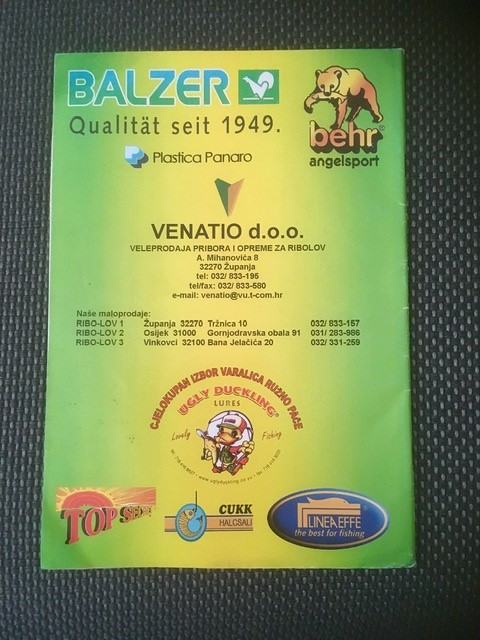 BALZER
Qualität seit 1949.
behr
angelsport
Plastica Panaro
VENATIO d.o.o.
VELEPRODAJA PRIBORA I OPREME ZA RIBOLOV
A. Mihanovića 8
32270 Županja
tel: 032/ 833-195
tel/fax: 032/ 833-580
e-mail: venatio@vu.t-com.hr
Naše maloprodaje:
RIBO-LOV 1 Županja 32270 Tržnica 10 032/ 833-157
RIBO-LOV 2 Osijek 31000 Gornjodravska obala 91 031/ 283-986
RIBO-LOV 3 Vinkovci 32100 Bana Jelačića 20 032/ 331-259
CJELOKUPAN IZBOR VARALICA RUŽNO PAČE
UGLY DUCKLING
LURES
Lovely Fishing
TOP
CUKK
HALCSALI
LINEAEFFE
the best for fishing